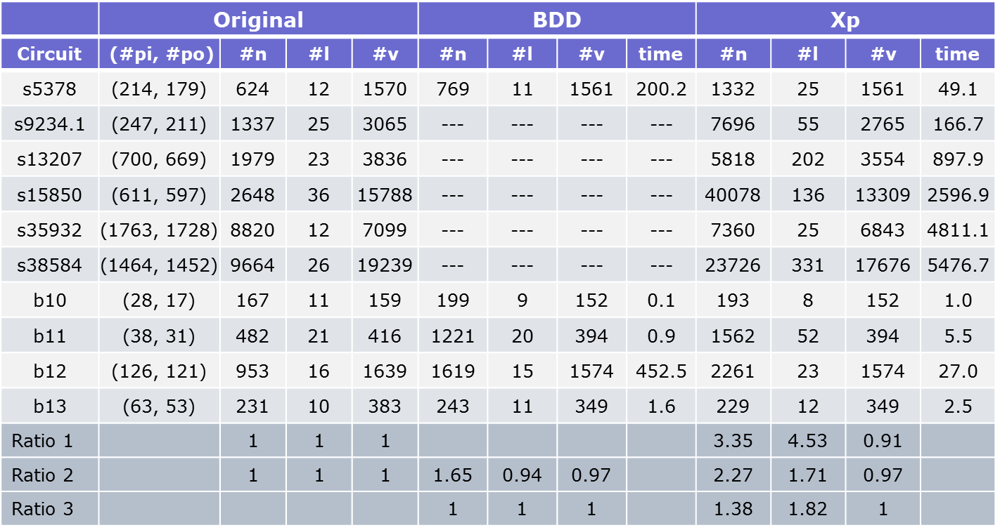 Original BDD Xp
Circuit (#pi, #po) #n #l #v #n #l #v time #n #l #v time
s5378 (214, 179) 624 12 1570 769 11 1561 200.2 1332 25 1561 49.1
s9234.1 (247, 211) 1337 25 3065 --- --- --- --- 7696 55 2765 166.7
s13207 (700, 669) 1979 23 3836 --- --- --- --- 5818 202 3554 897.9
s15850 (611, 597) 2648 36 15788 --- --- --- --- 40078 136 13309 2596.9
s35932 (1763, 1728) 8820 12 7099 --- --- --- --- 7360 25 6843 4811.1
s38584 (1464, 1452) 9664 26 19239 --- --- --- --- 23726 331 17676 5476.7
b10 (28, 17) 167 11 159 199 9 152 0.1 193 8 152 1.0
b11 (38, 31) 482 21 416 1221 20 394 0.9 1562 52 394 5.5
b12 (126, 121) 953 16 1639 1619 15 1574 452.5 2261 23 1574 27.0
b13 (63, 53) 231 10 383 243 11 349 1.6 229 12 349 2.5
Ratio 1 1 1 1 3.35 4.53 0.91
Ratio 2 1 1 1 1.65 0.94 0.97 2.27 1.71 0.97
Ratio 3 1 1 1 1.38 1.82 1